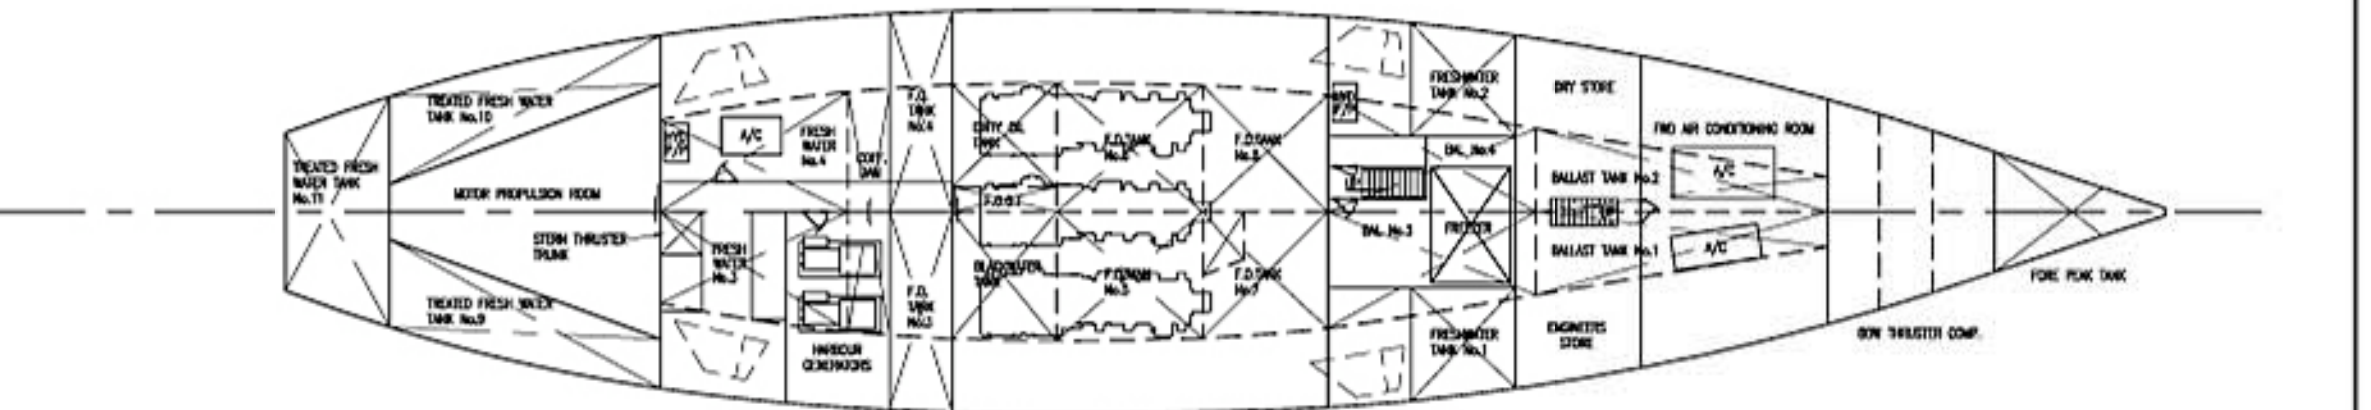 TREATED FRESH WATER
TANK No.10
TREATED FRESH
WATER TANK
No.11
MOTOR PROPULSION ROOM
STERN THRUSTER
TRUNK
TREATED FRESH WATER
TANK No.9
HYD
P/P
A/C
FRESH
WATER
No.4
COFF.
DAM
FRESH
WATER
No.3
HARBOUR
GENERATORS
F.O.
TANK
No.4
F.O.
TANK
No.3
DIRTY OIL
TANK
F.O.TANK
F.O.TANK
No.8
F.O.TANK
No.5
F.O.TANK
No.7
HYD
P/P
FRESHWATER
TANK No.2
BAL. No.4
BAL. No.3
FREEZER
FRESHWATER
TANK No.1
DRY STORE
BALLAST TANK No.2
UP
BALLAST TANK No.1
ENGINEERS
STORE
FWD AIR CONDITIONING ROOM
A/C
A/C
FORE PEAK TANK
BOW THRUSTER COMP.